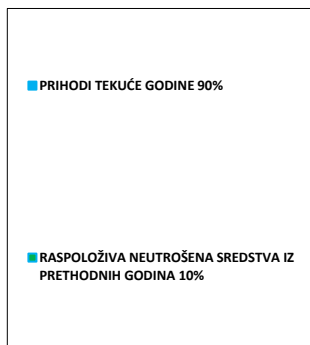 PRIHODI TEKUĆE GODINE 90%
RASPOLOŽIVA NEUTROŠENA SREDSTVA IZ
PRETHODNIH GODINA 10%